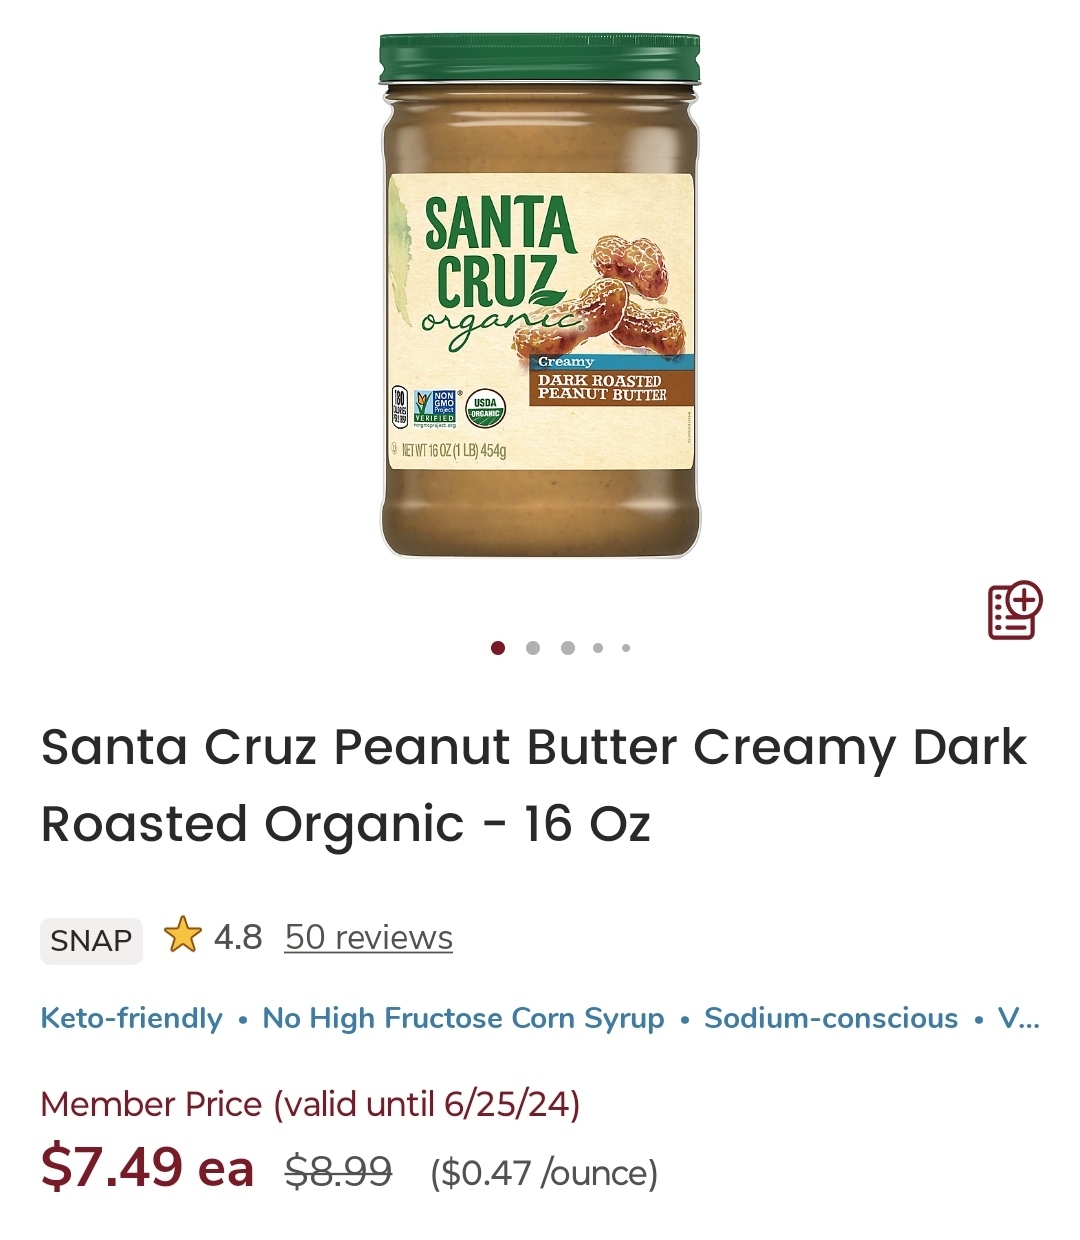 SANTA
CRUZ
organic
Creamy
DARK ROASTED
PEANUT BUTTER
180
CALORIES
NON
GMO
Project
VERIFIED
nongmoproject.org
USDA
ORGANIC
NET WT 16 OZ (1 LB) 454g
Santa Cruz Peanut Butter Creamy Dark
Roasted Organic - 16 Oz
SNAP 4.8 50 reviews
Keto-friendly • No High Fructose Corn Syrup • Sodium-conscious • V...
Member Price (valid until 6/25/24)
$7.49 ea $8.99 ($0.47 /ounce)